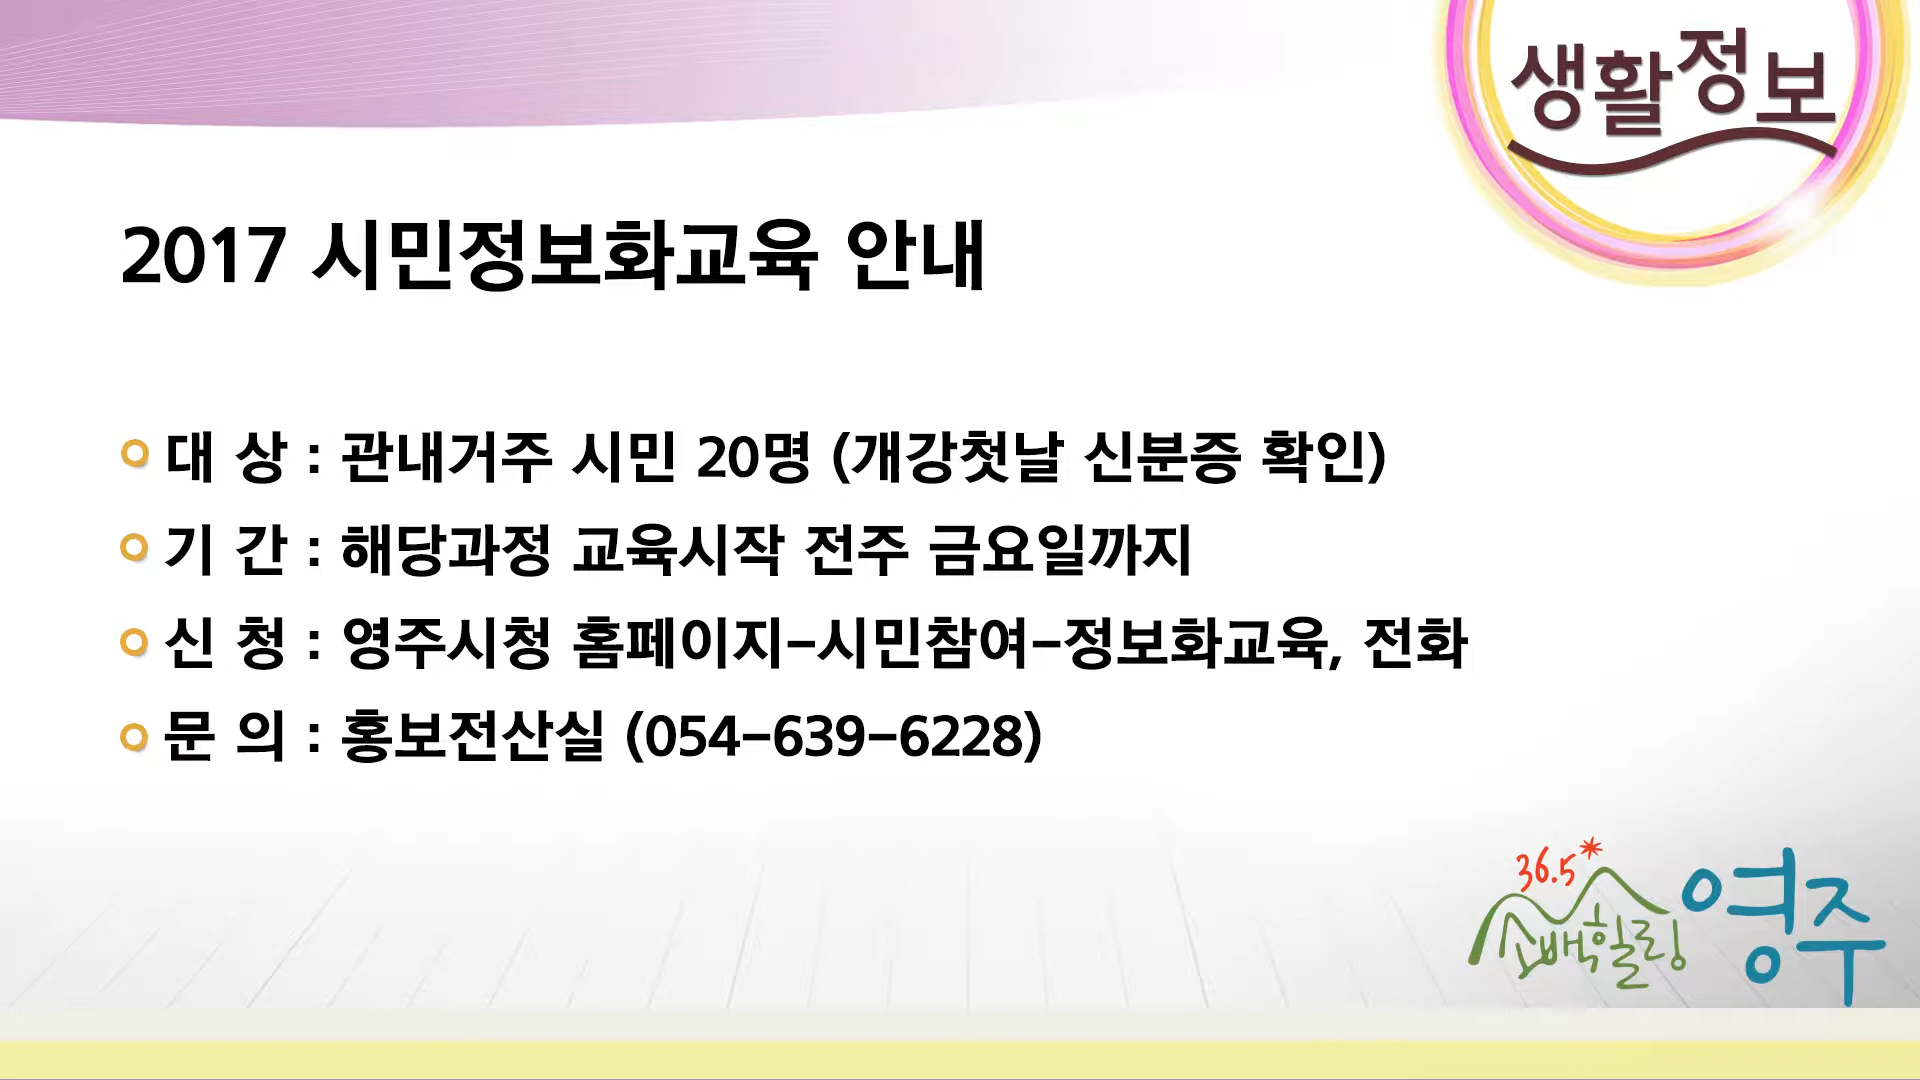 생활정보
2017 시민정보화교육 안내
대 상 : 관내거주 시민 20명 (개강첫날 신분증 확인)
기 간 : 해당과정 교육시작 전주 금요일까지
신 청 : 영주시청 홈페이지-시민참여-정보화교육, 전화
문 의 : 홍보전산실 (054-639-6228)
36.5
소백힐링 영주